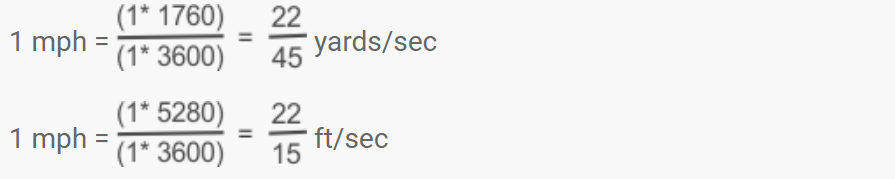 1 mph = (1* 1760) / (1* 3600) = 22 / 45 yards/sec
1 mph = (1* 5280) / (1* 3600) = 22 / 15 ft/sec